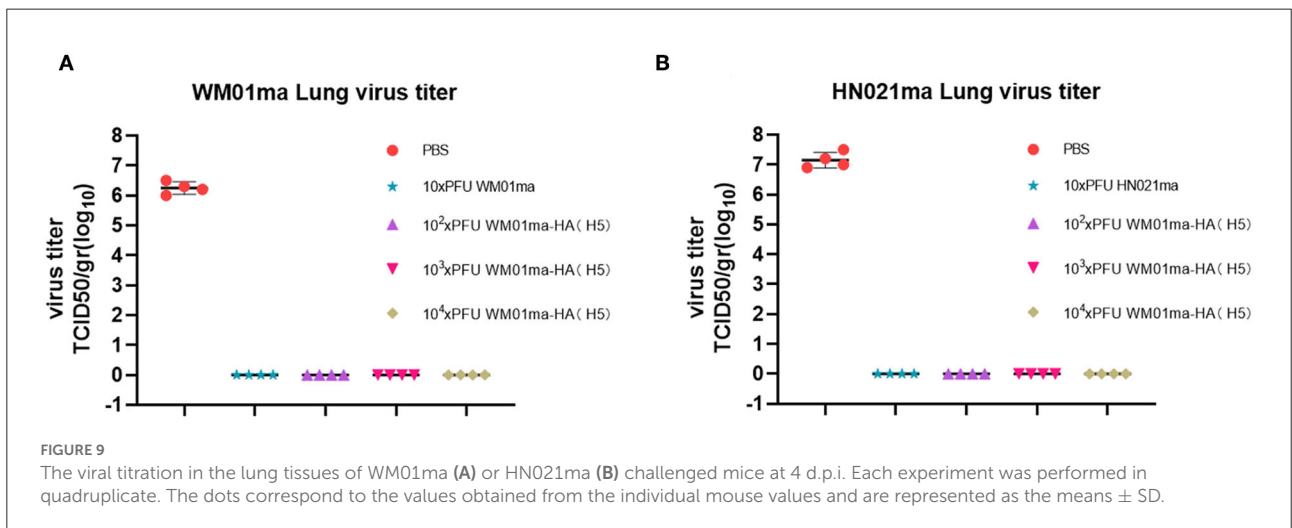 A
WM01ma Lung virus titer
virus titer
TCID50/gr(log₁₀)
8
7
6
5
4
3
2
1
0
-1
PBS
10xPFU WM01ma
10²xPFU WM01ma-HA( H5)
10³xPFU WM01ma-HA( H5)
10⁴xPFU WM01ma-HA( H5)
B
HN021ma Lung virus titer
virus titer
TCID50/gr(log₁₀)
8
7
6
5
4
3
2
1
0
-1
PBS
10xPFU HN021ma
10²xPFU WM01ma-HA( H5)
10³xPFU WM01ma-HA( H5)
10⁴xPFU WM01ma-HA( H5)
FIGURE 9
The viral titration in the lung tissues of WM01ma (A) or HN021ma (B) challenged mice at 4 d.p.i. Each experiment was performed in
quadruplicate. The dots correspond to the values obtained from the individual mouse values and are represented as the means ± SD.